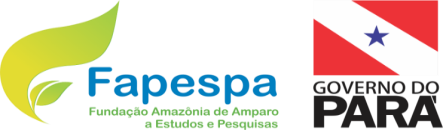 Fapespa
Fundação Amazônia de Amparo
a Estudos e Pesquisas
GOVERNO DO
PARÁ